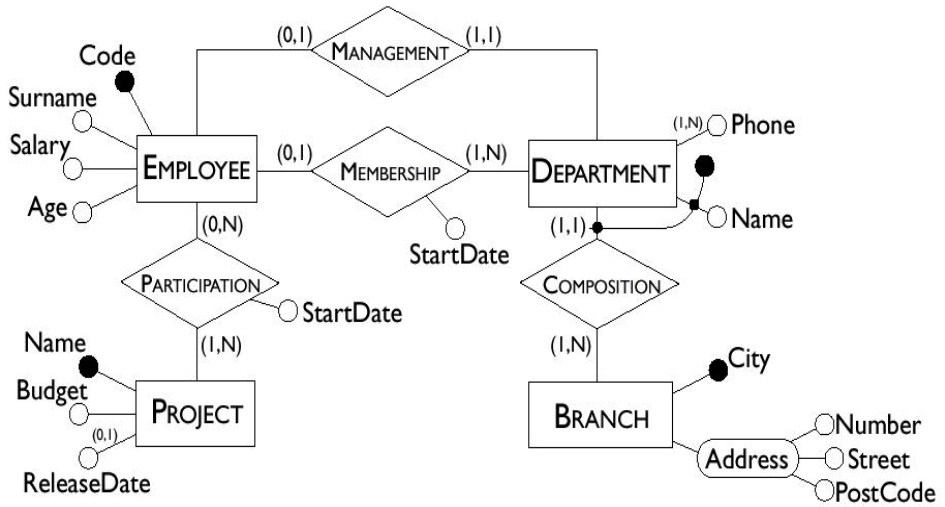 (0,1) MANAGEMENT (1,1)
Code
Surname
Salary
Age
EMPLOYEE
(0,1) MEMBERSHIP (1,N)
StartDate
DEPARTMENT
(1,N) Phone
Name
(0,N)
PARTICIPATION
StartDate
(1,N)
(1,1)
COMPOSITION
(1,N)
Name
Budget
(0,1)
ReleaseDate
PROJECT
BRANCH
City
Address
Number
Street
PostCode